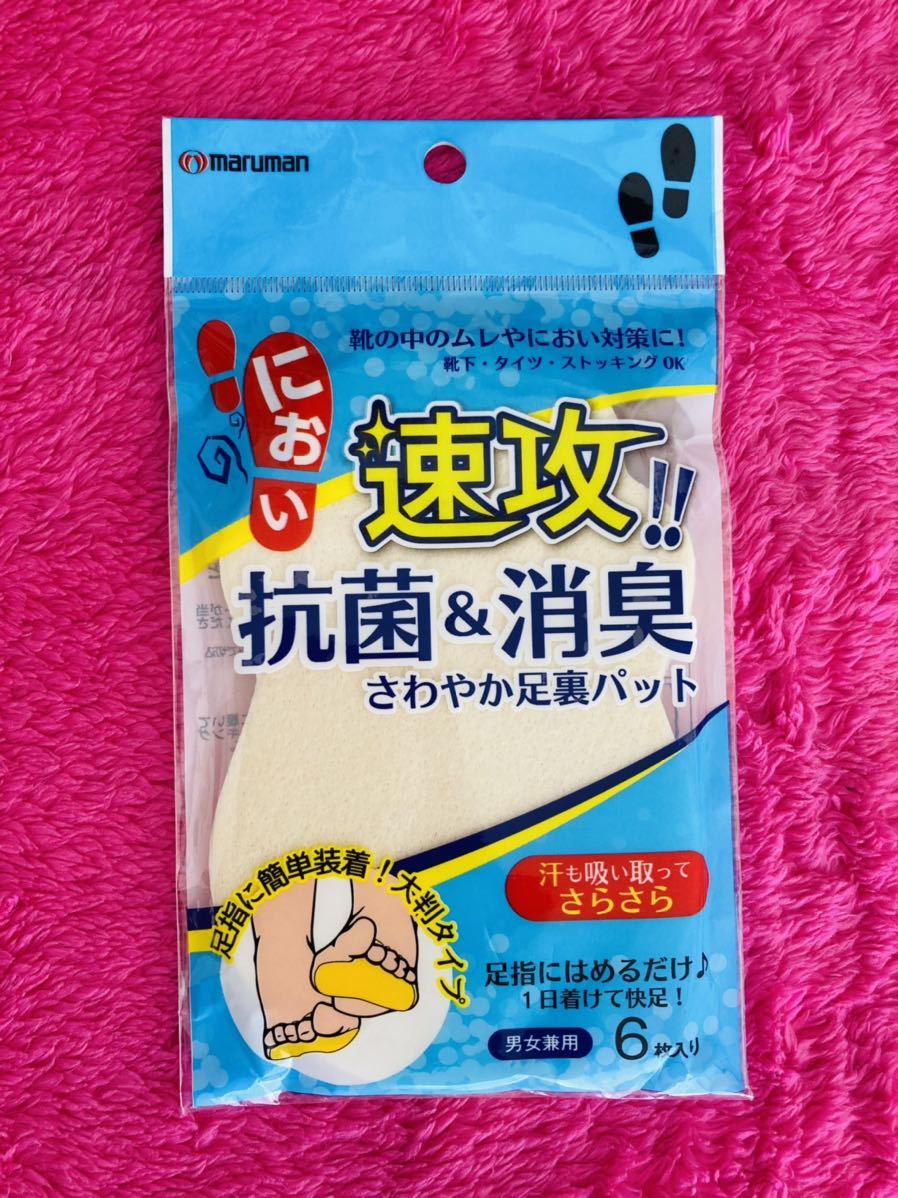 maruman
靴の中のムレやにおい対策に!
靴下・タイツ・ストッキングOK
におい
速攻!!
抗菌&消臭
さわやか足裏パット
足指に簡単装着!大判タイプ
汗も吸い取って
さらさら
足指にはめるだけ♪
1日着けて快足!
男女兼用
6枚入り